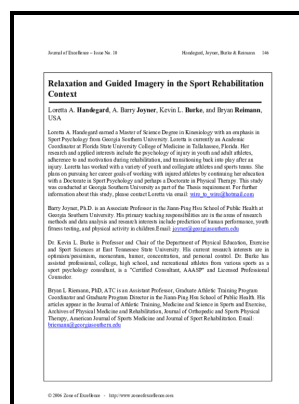 Journal of Excellence – Issue No. 10 Handegard, Joyner, Burke & Reimann 146
Relaxation and Guided Imagery in the Sport Rehabilitation
Context
Loretta A. Handegard, A. Barry Joyner, Kevin L. Burke, and Bryan Reimann,
USA
Loretta A. Handegard earned a Master of Science Degree in Kinesiology with an emphasis in
Sport Psychology from Georgia Southern University. Loretta is currently an Academic
Coordinator at Florida State University College of Medicine in Tallahassee, Florida. Her
research and applied interests include the psychology of injury in youth and adult athletes,
adherence to and motivation during rehabilitation, and transitioning back into play after an
injury. Loretta has worked with a variety of youth and collegiate athletes and sports teams. She
plans on pursuing her career goals of working with injured athletes by continuing her education
with a Doctorate in Sport Psychology and perhaps a Doctorate in Physical Therapy. This study
was conducted at Georgia Southern University as part of the Thesis requirement. For further
information about this study, please contact Loretta via email:
Barry Joyner, Ph.D. is an Associate Professor in the Jiann-Ping Hsu School of Public Health at
Georgia Southern University. His primary teaching responsibilities are in the areas of research
methods and data analysis and research interests include prediction of human performance, youth
fitness testing, and physical activity in children.Email: joyner@georgiasouthern.edu
Dr. Kevin L. Burke is Professor and Chair of the Department of Physical Education, Exercise
and Sport Sciences at East Tennessee State University. His current research interests are in
optimism/pessimism, momentum, humor, concentration, and personal control. Dr. Burke has
assisted professional, college, high school, and recreational athletes from various sports as a
sport psychology consultant, is a "Certified Consultant, AAASP" and Licensed Professional
Counselor.
Bryan L Riemann, PhD, ATC is an Assistant Professor, Graduate Athletic Training Program
Coordinator and Graduate Program Director in the Jiann-Ping Hsu School of Public Health. His
articles appear in the Journal of Athletic Training, Medicine and Science in Sports and Exercise,
Archives of Physical Medicine and Rehabilitation, Journal of Orthopedic and Sports Physical
Therapy, American Journal of Sports Medicine and Journal of Sport Rehabilitation. Email:
briemann@georgiasouthern.edu
© 2006 Zone of Excellence - http://www.zoneofexcellence.com